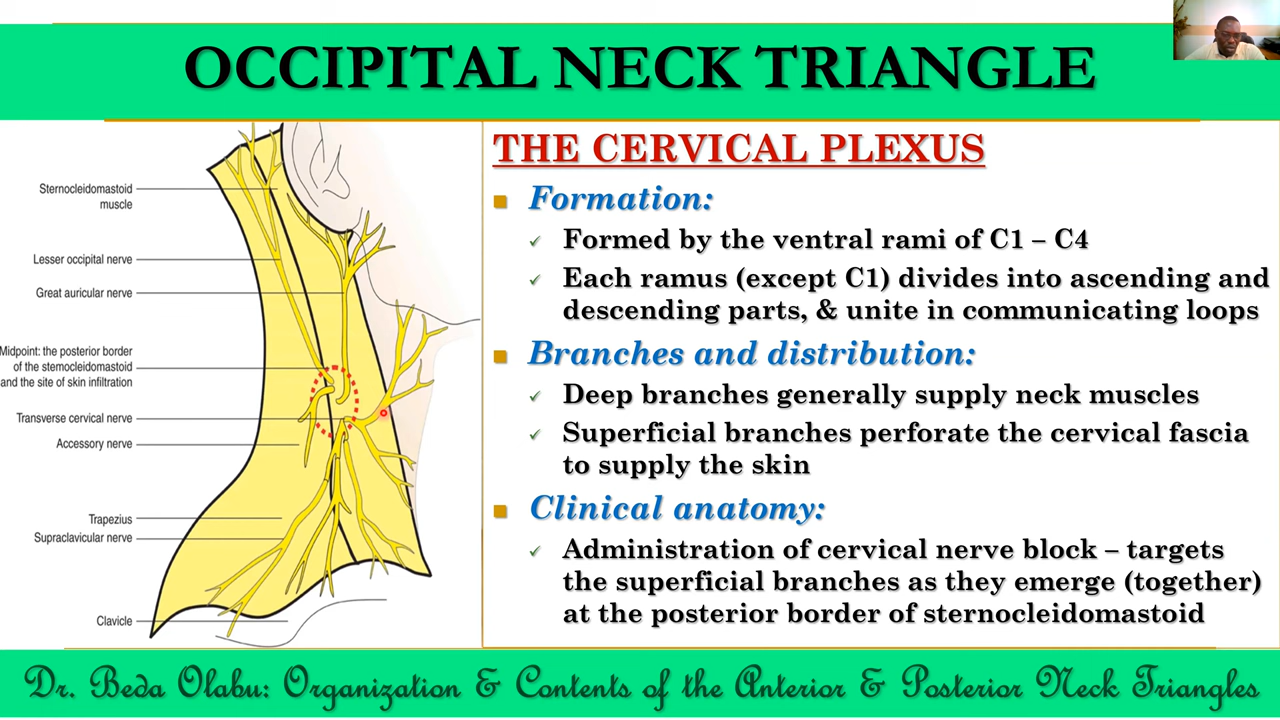 OCCIPITAL NECK TRIANGLE
Sternocleidomastoid
muscle
Lesser occipital nerve
Great auricular nerve
Midpoint: the posterior border
of the sternocleidomastoid
and the site of skin infiltration
Transverse cervical nerve
Accessory nerve
Trapezius
Supraclavicular nerve
Clavicle
THE CERVICAL PLEXUS
Formation:
Formed by the ventral rami of C1 – C4
Each ramus (except C1) divides into ascending and
descending parts, & unite in communicating loops
Branches and distribution:
Deep branches generally supply neck muscles
Superficial branches perforate the cervical fascia
to supply the skin
Clinical anatomy:
Administration of cervical nerve block – targets
the superficial branches as they emerge (together)
at the posterior border of sternocleidomastoid
Dr. Beda Olabu: Organization & Contents of the Anterior & Posterior Neck Triangles